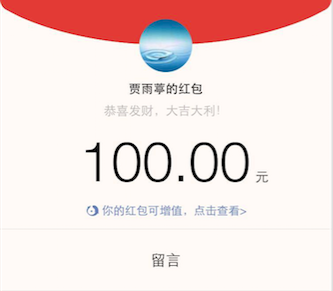 贾雨葶的红包
恭喜发财，大吉大利！
100.00元
你的红包可增值，点击查看>
留言